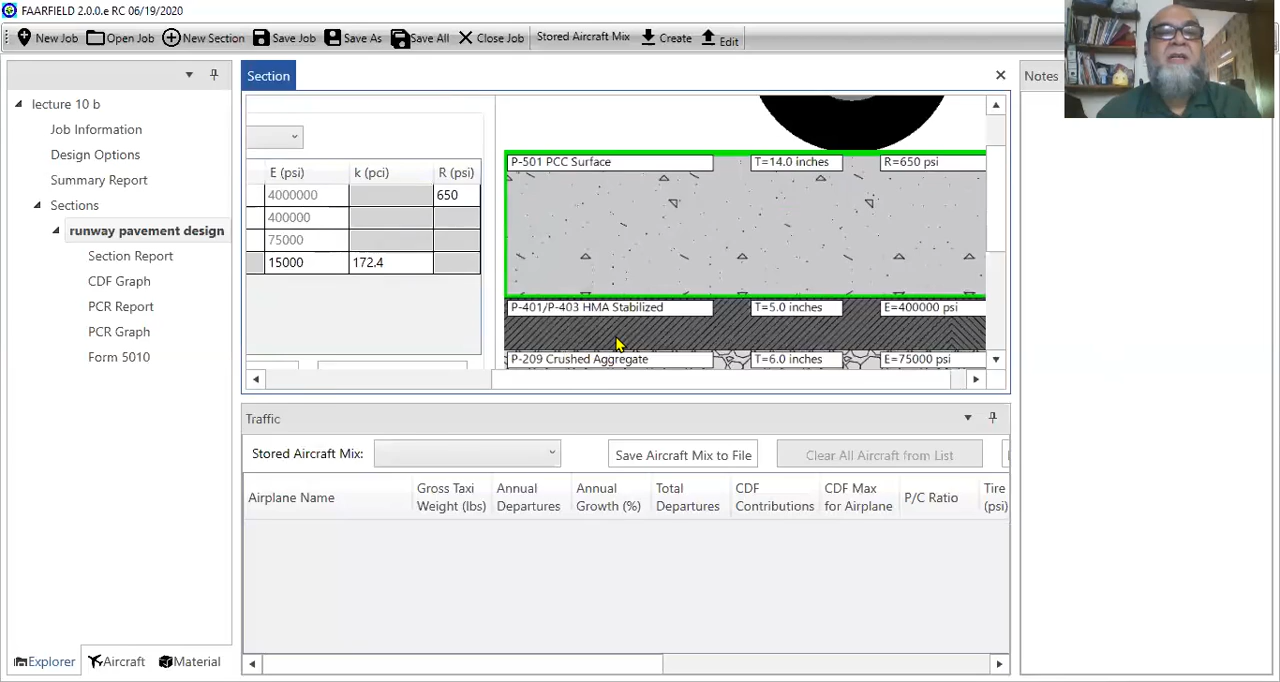 FAARFIELD 2.0.0.e RC 06/19/2020
New Job Open Job New Section Save Job Save As Save All Close Job Stored Aircraft Mix Create Edit
Section
Notes
lecture 10 b
Job Information
Design Options
Summary Report
Sections
runway pavement design
Section Report
CDF Graph
PCR Report
PCR Graph
Form 5010
E (psi) k (pci) R (psi)
4000000 650
400000
75000
15000 172.4
P-501 PCC Surface T=14.0 inches R=650 psi
P-401/P-403 HMA Stabilized T=5.0 inches E=400000 psi
P-209 Crushed Aggregate T=6.0 inches E=75000 psi
Traffic
Stored Aircraft Mix: Save Aircraft Mix to File Clear All Aircraft from List
Airplane Name Gross Taxi Weight (lbs) Annual Departures Annual Growth (%) Total Departures CDF Contributions CDF Max for Airplane P/C Ratio Tire (psi)
Explorer Aircraft Material